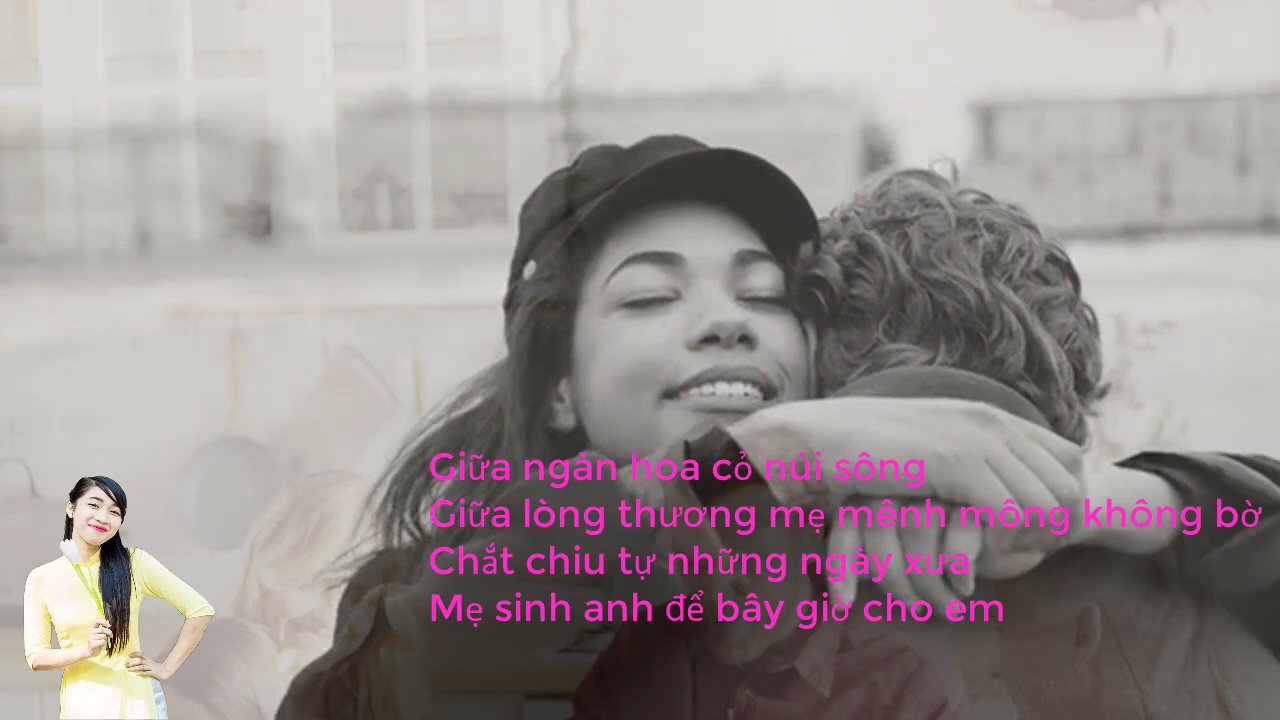 Giữa ngàn hoa cỏ núi sông
Giữa lòng thương mẹ mênh mông không bờ
Chắt chiu tự những ngày xưa
Mẹ sinh anh để bây giờ cho em